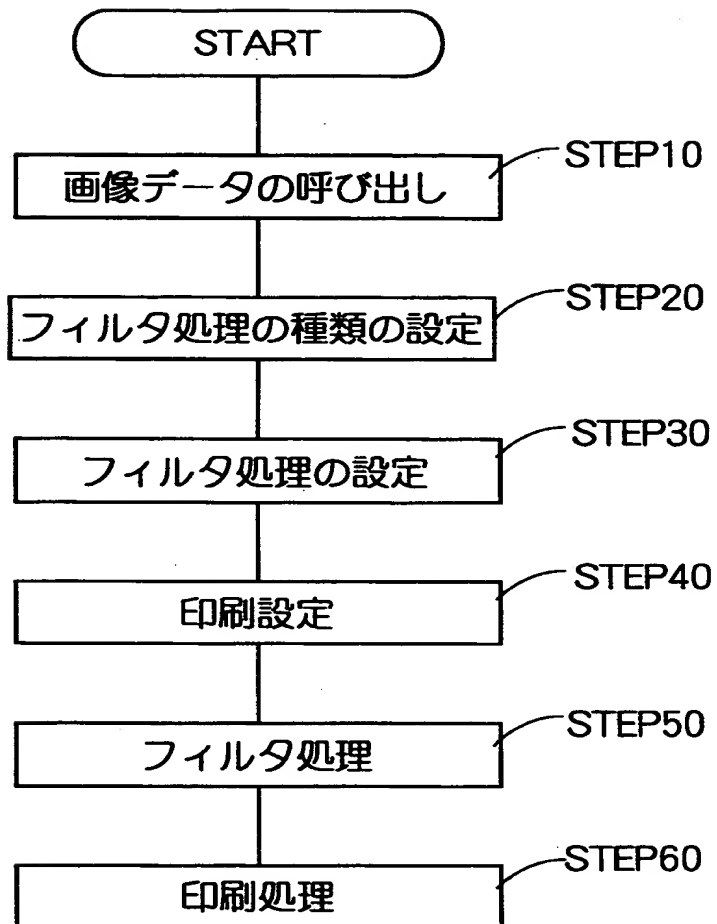 START
画像データの呼び出し
STEP10
フィルタ処理の種類の設定
STEP20
フィルタ処理の設定
STEP30
印刷設定
STEP40
フィルタ処理
STEP50
印刷処理
STEP60